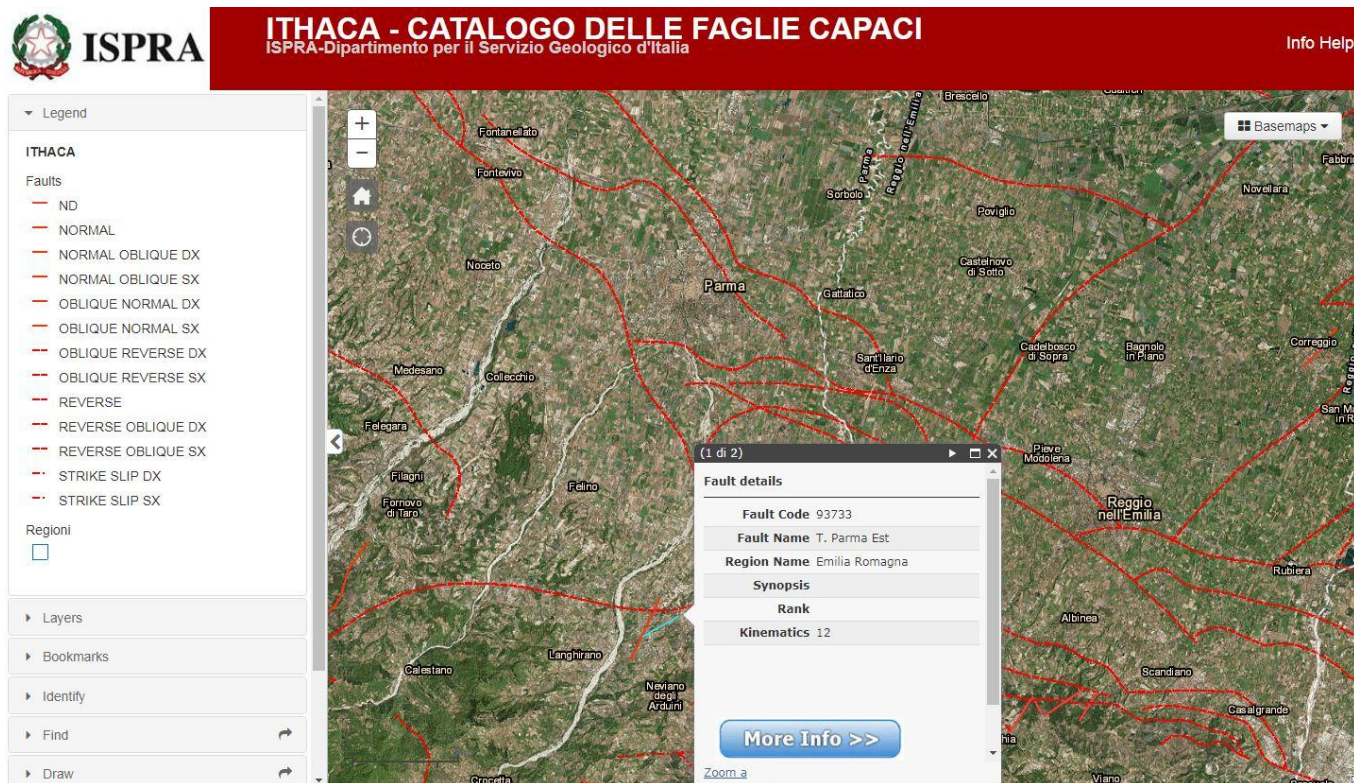 ISPRA
ITHACA - CATALOGO DELLE FAGLIE CAPACI
ISPRA-Dipartimento per il Servizio Geologico d'Italia
Info Help
Legend
ITHACA
Faults
ND
NORMAL
NORMAL OBLIQUE DX
NORMAL OBLIQUE SX
OBLIQUE NORMAL DX
OBLIQUE NORMAL SX
OBLIQUE REVERSE DX
OBLIQUE REVERSE SX
REVERSE
REVERSE OBLIQUE DX
REVERSE OBLIQUE SX
STRIKE SLIP DX
STRIKE SLIP SX
Regioni
Layers
Bookmarks
Identify
Find
Draw
+
−
Basemaps
Brescello
Fontanellato
Fontevivo
Parma
Reggio nell'Emilia
Sorbolo
Poviglio
Novellara
Noceto
Parma
Castelnovo
di Sotto
Gattatico
Sant'Ilario
d'Enza
Cadelbosco
di Sopra
Bagnolo
in Piano
Correggio
Medesano
Collecchio
Felegara
Filagni
Fornovo
di Taro
Felino
Pieve
Modolena
Reggio
nell'Emilia
Rubiera
Albinea
Scandiano
Casalgrande
Viano
Calestano
Langhirano
Neviano
degli
Arduini
Crocetta
(1 di 2)
Fault details
Fault Code 93733
Fault Name T. Parma Est
Region Name Emilia Romagna
Synopsis
Rank
Kinematics 12
More Info >>
Zoom a